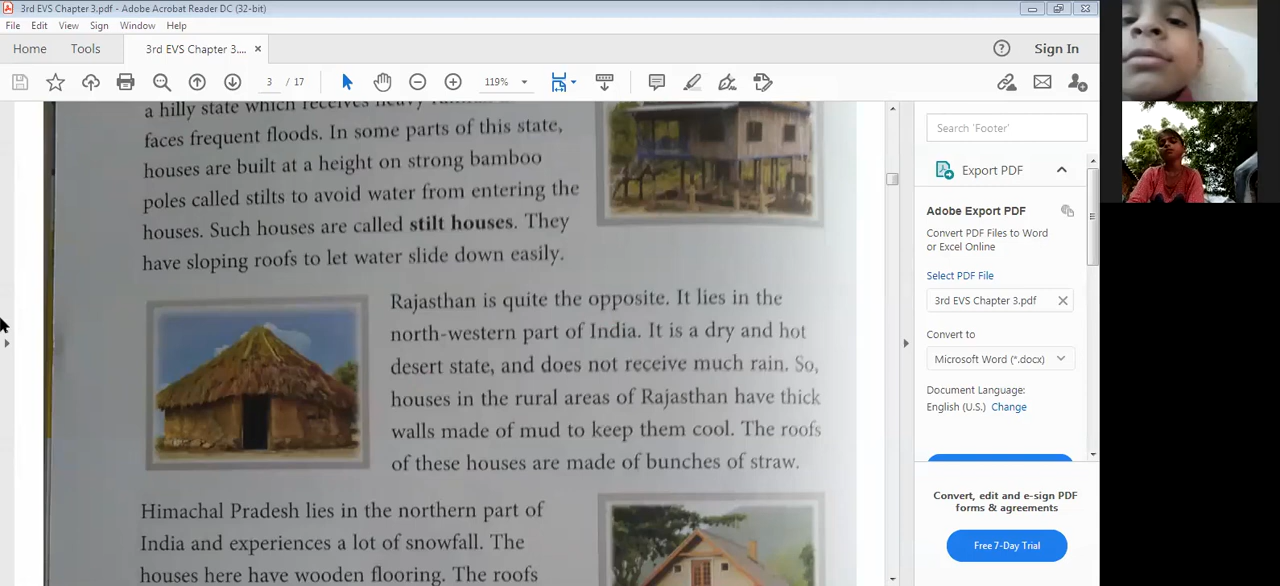 3rd EVS Chapter 3.pdf - Adobe Acrobat Reader DC (32-bit)
File Edit View Sign Window Help
Home Tools 3rd EVS Chapter 3.... × Sign In
3 / 17 119%
a hilly state which receives heavy
faces frequent floods. In some parts of this state,
houses are built at a height on strong bamboo
poles called stilts to avoid water from entering the
houses. Such houses are called stilt houses. They
have sloping roofs to let water slide down easily.
Rajasthan is quite the opposite. It lies in the
north-western part of India. It is a dry and hot
desert state, and does not receive much rain. So,
houses in the rural areas of Rajasthan have thick
walls made of mud to keep them cool. The roofs
of these houses are made of bunches of straw.
Himachal Pradesh lies in the northern part of
India and experiences a lot of snowfall. The
houses here have wooden flooring. The roofs
Search 'Footer'
Export PDF
Adobe Export PDF
Convert PDF Files to Word
or Excel Online
Select PDF File
3rd EVS Chapter 3.pdf
Convert to
Microsoft Word (*.docx)
Document Language:
English (U.S.) Change
Convert, edit and e-sign PDF
forms & agreements
Free 7-Day Trial